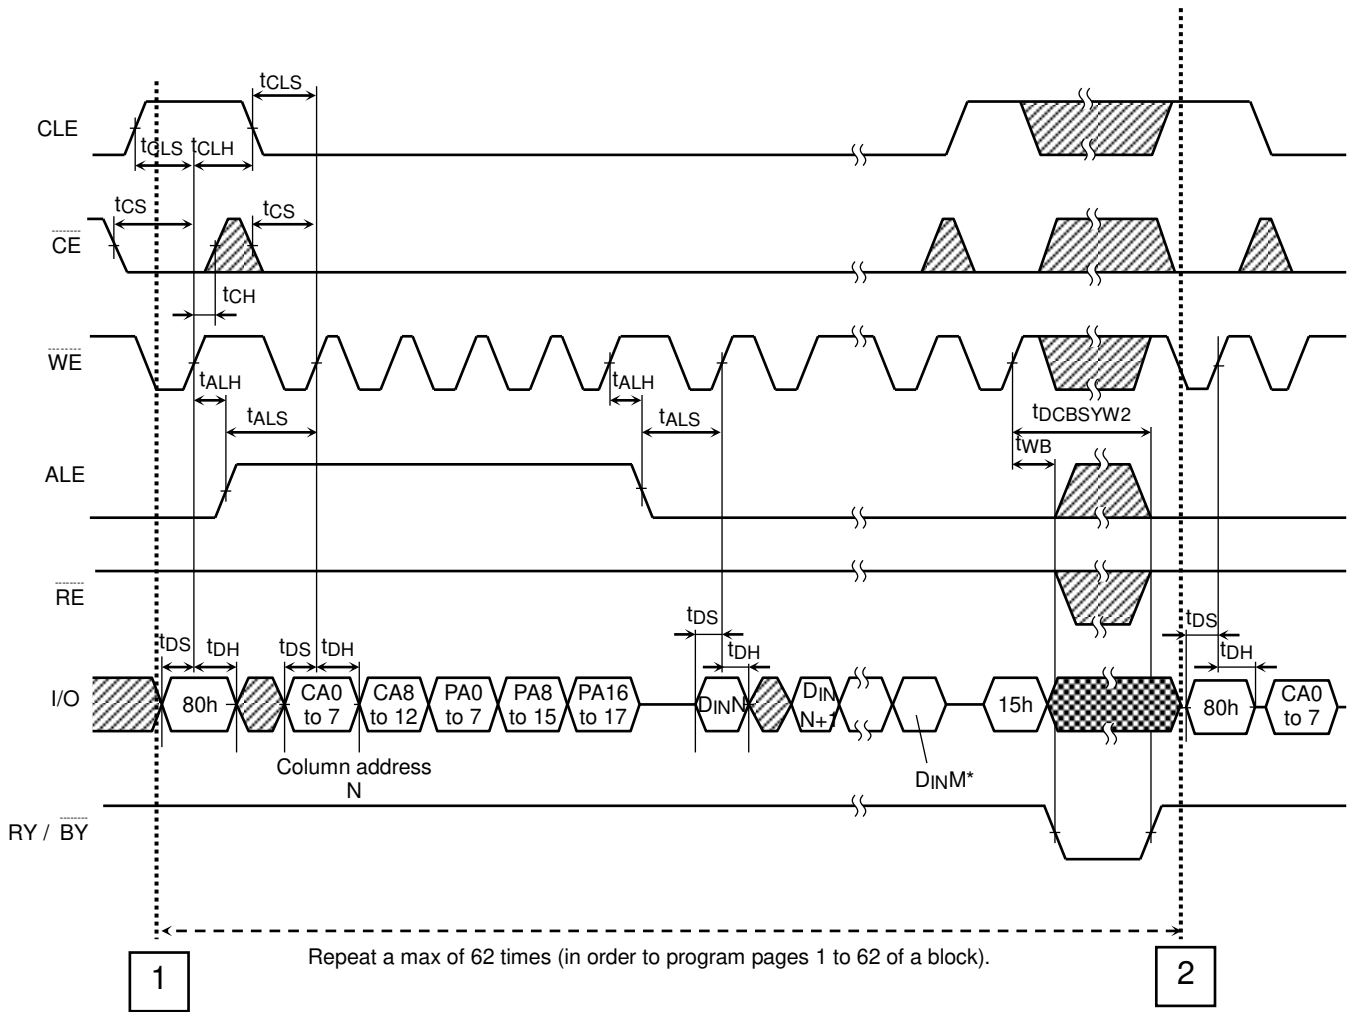 tCLS
CLE
tCLS tCLH
tCS tCS
CE
tCH
WE
tALH tALH
tALS tALS tDCBSYW2
tWB
ALE
RE
tDS tDH tDS tDH tDS tDH tDS tDH
I/O
80h
CA0 to 7
CA8 to 12
PA0 to 7
PA8 to 15
PA16 to 17
DINN
DIN N+1
15h
80h
CA0 to 7
Column address
N
DINM*
RY / BY
Repeat a max of 62 times (in order to program pages 1 to 62 of a block).
1
2